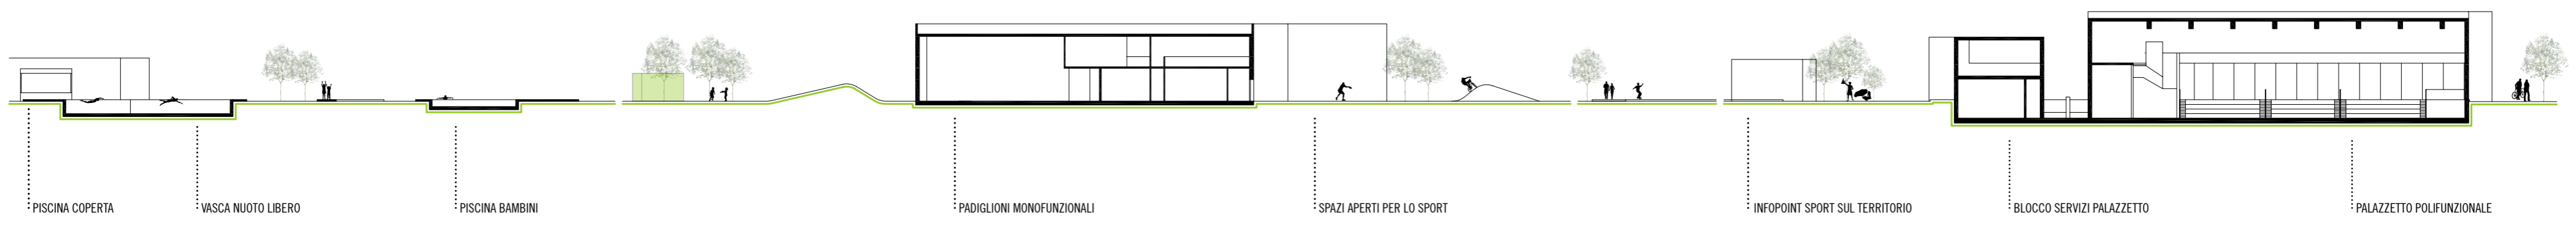 PISCINA COPERTA
VASCA NUOTO LIBERO
PISCINA BAMBINI
PADIGLIONI MONOFUNZIONALI
SPAZI APERTI PER LO SPORT
INFOPOINT SPORT SUL TERRITORIO
BLOCCO SERVIZI PALAZZETTO
PALAZZETTO POLIFUNZIONALE